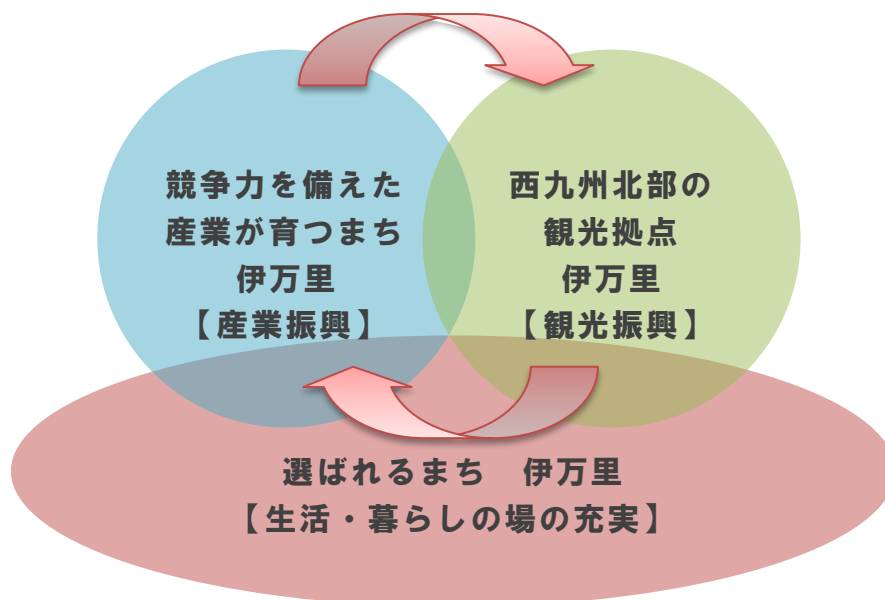 競争力を備えた
産業が育つまち
伊万里
【産業振興】
西九州北部の
観光拠点
伊万里
【観光振興】
選ばれるまち　伊万里
【生活・暮らしの場の充実】